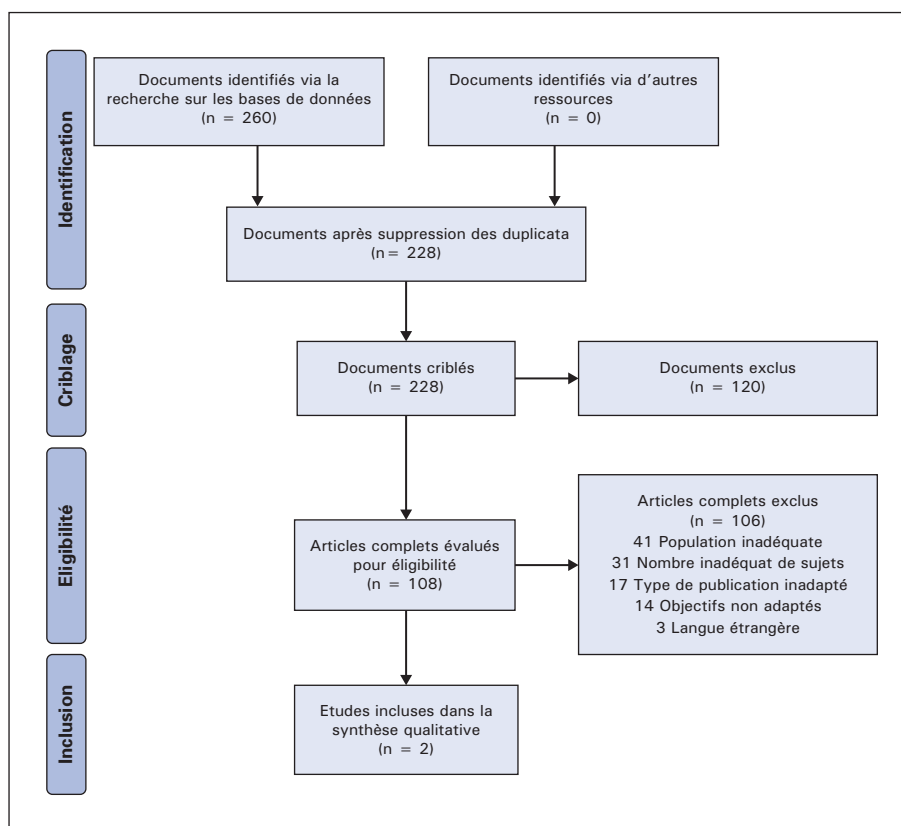 Identification
Documents identifiés via la
recherche sur les bases de données
(n = 260)
Documents identifiés via d'autres
ressources
(n = 0)
Documents après suppression des duplicata
(n = 228)
Criblage
Documents criblés
(n = 228)
Documents exclus
(n = 120)
Eligibilité
Articles complets évalués
pour éligibilité
(n = 108)
Articles complets exclus
(n = 106)
41 Population inadéquate
31 Nombre inadéquat de sujets
17 Type de publication inadapté
14 Objectifs non adaptés
3 Langue étrangère
Inclusion
Etudes incluses dans la
synthèse qualitative
(n = 2)